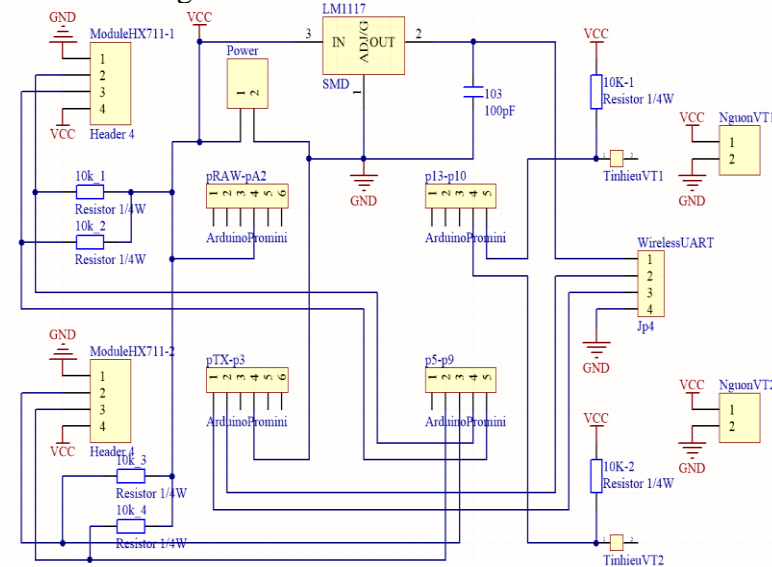 GND
ModuleHX711-1
1
2
3
4
VCC
Header 4
VCC
Power
1
2
LM1117
3
IN
ADJ/G
OUT
2
SMD
1
103
100pF
GND
VCC
10K-1
Resistor 1/4W
1
2
TinhieuVT1
VCC
NguonVT1
1
2
GND
10k_1
Resistor 1/4W
10k_2
Resistor 1/4W
pRAW-pA2
1 2 3 4 5 6
ArduinoPromini
p13-p10
1 2 3 4 5
ArduinoPromini
WirelessUART
1
2
3
4
Jp4
GND
GND
ModuleHX711-2
1
2
3
4
VCC
Header 4
pTX-p3
1 2 3 4 5 6
ArduinoPromini
p5-p9
1 2 3 4 5
ArduinoPromini
VCC
NguonVT2
1
2
GND
VCC
10K-2
Resistor 1/4W
1
2
TinhieuVT2
10k_3
Resistor 1/4W
10k_4
Resistor 1/4W